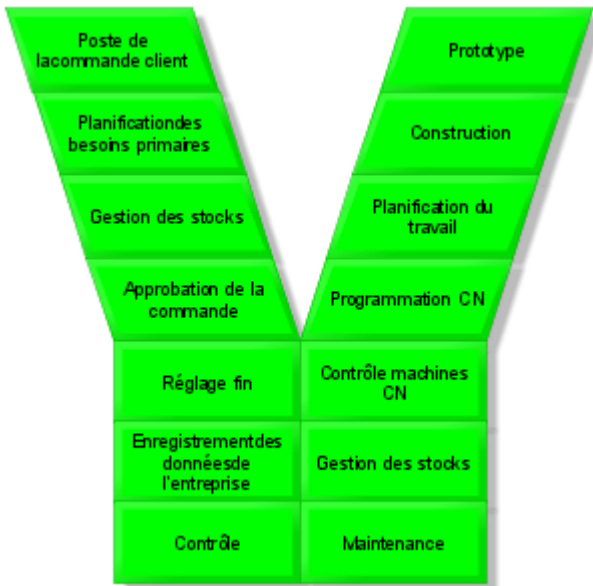 Poste de
lacommande client
Prototype
Planificationdes
besoins primaires
Construction
Gestion des stocks
Planification du
travail
Approbation de la
commande
Programmation CN
Réglage fin
Contrôle machines
CN
Enregistrementdes
donnéesde
l'entreprise
Gestion des stocks
Contrôle
Maintenance